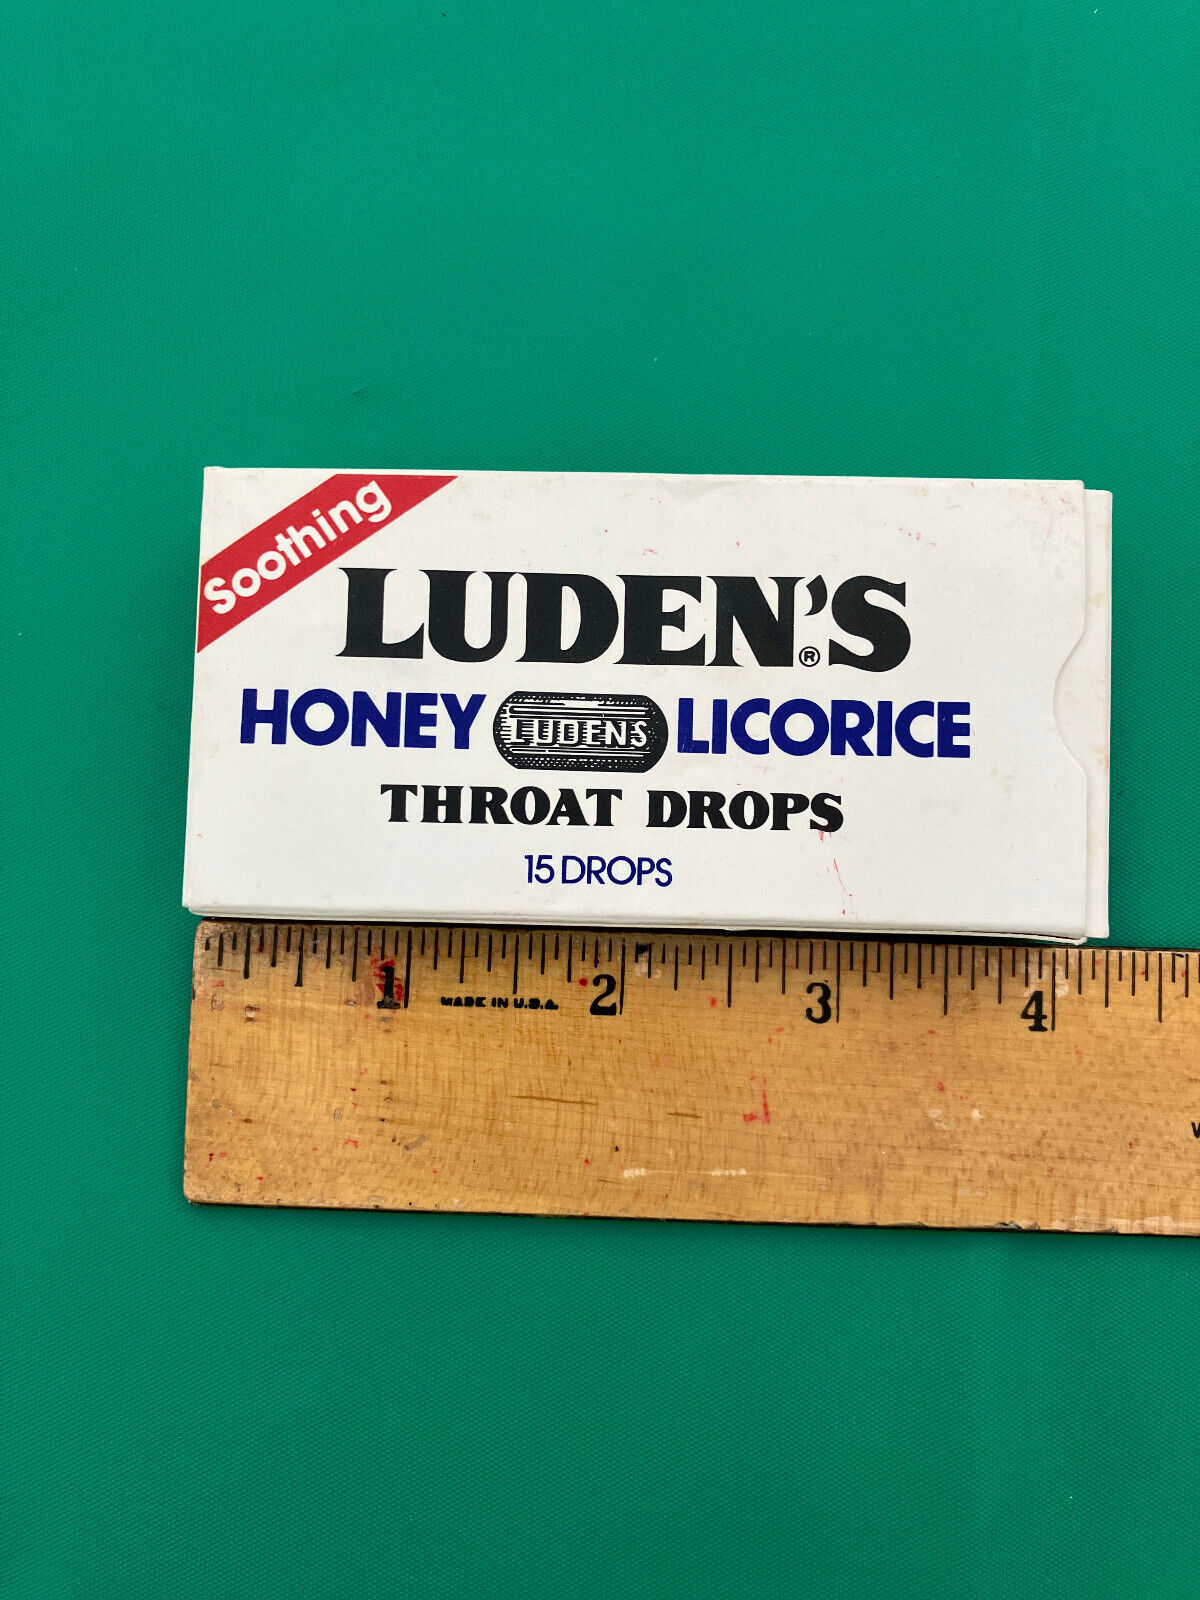 Soothing
LUDEN'S®
HONEY LUDENS LICORICE
THROAT DROPS
15 DROPS
1 2 3 4
MADE IN U.S.A.
W